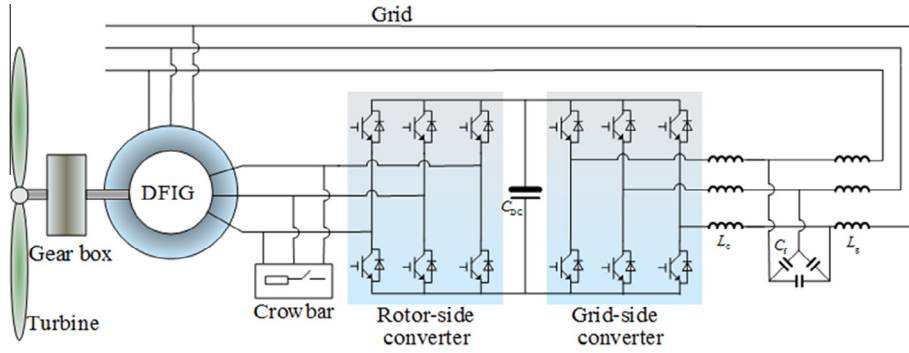 Grid
DFIG
Gear box
Turbine
Crowbar
Rotor-side
converter
C_DC
Grid-side
converter
L_c
C_f
L_g